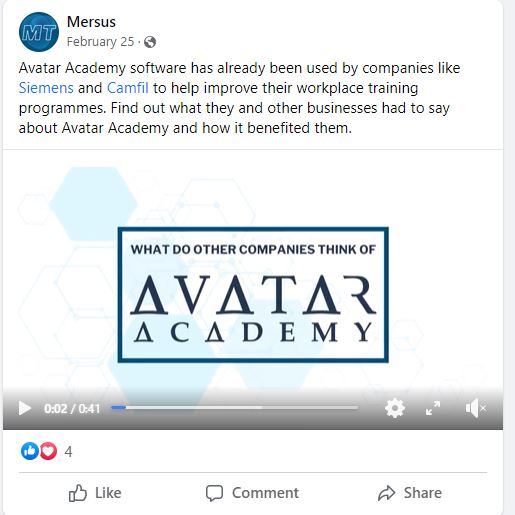 MT
Mersus
February 25 ·
Avatar Academy software has already been used by companies like
Siemens and Camfil to help improve their workplace training
programmes. Find out what they and other businesses had to say
about Avatar Academy and how it benefited them.
WHAT DO OTHER COMPANIES THINK OF
AVATAR
ACADEMY
0:02 / 0:41
4
Like
Comment
Share